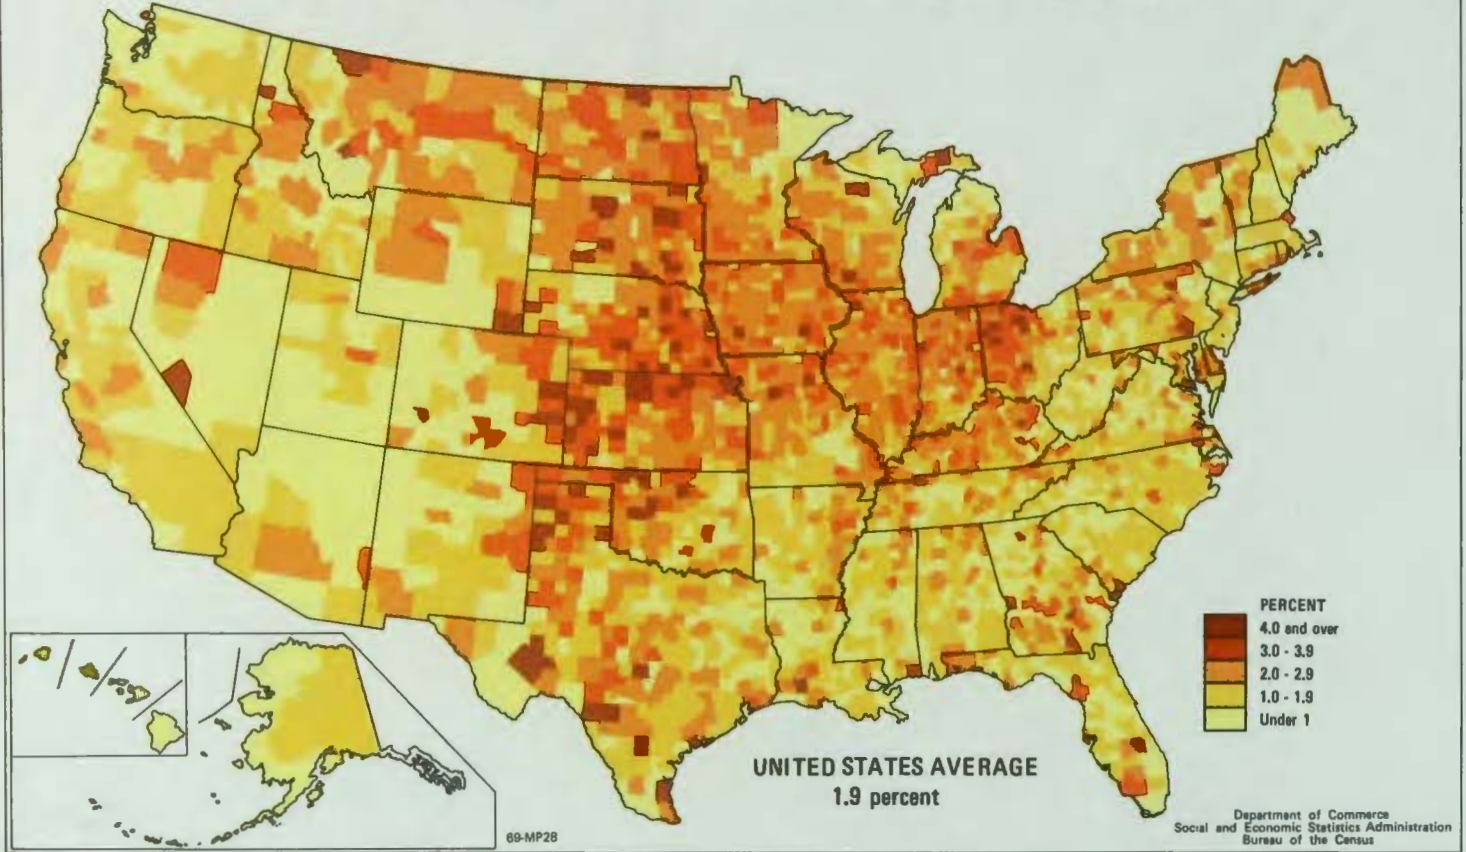 PERCENT
4.0 and over
3.0 - 3.9
2.0 - 2.9
1.0 - 1.9
Under 1
UNITED STATES AVERAGE
1.9 percent
69-MP28
Department of Commerce
Social and Economic Statistics Administration
Bureau of the Census